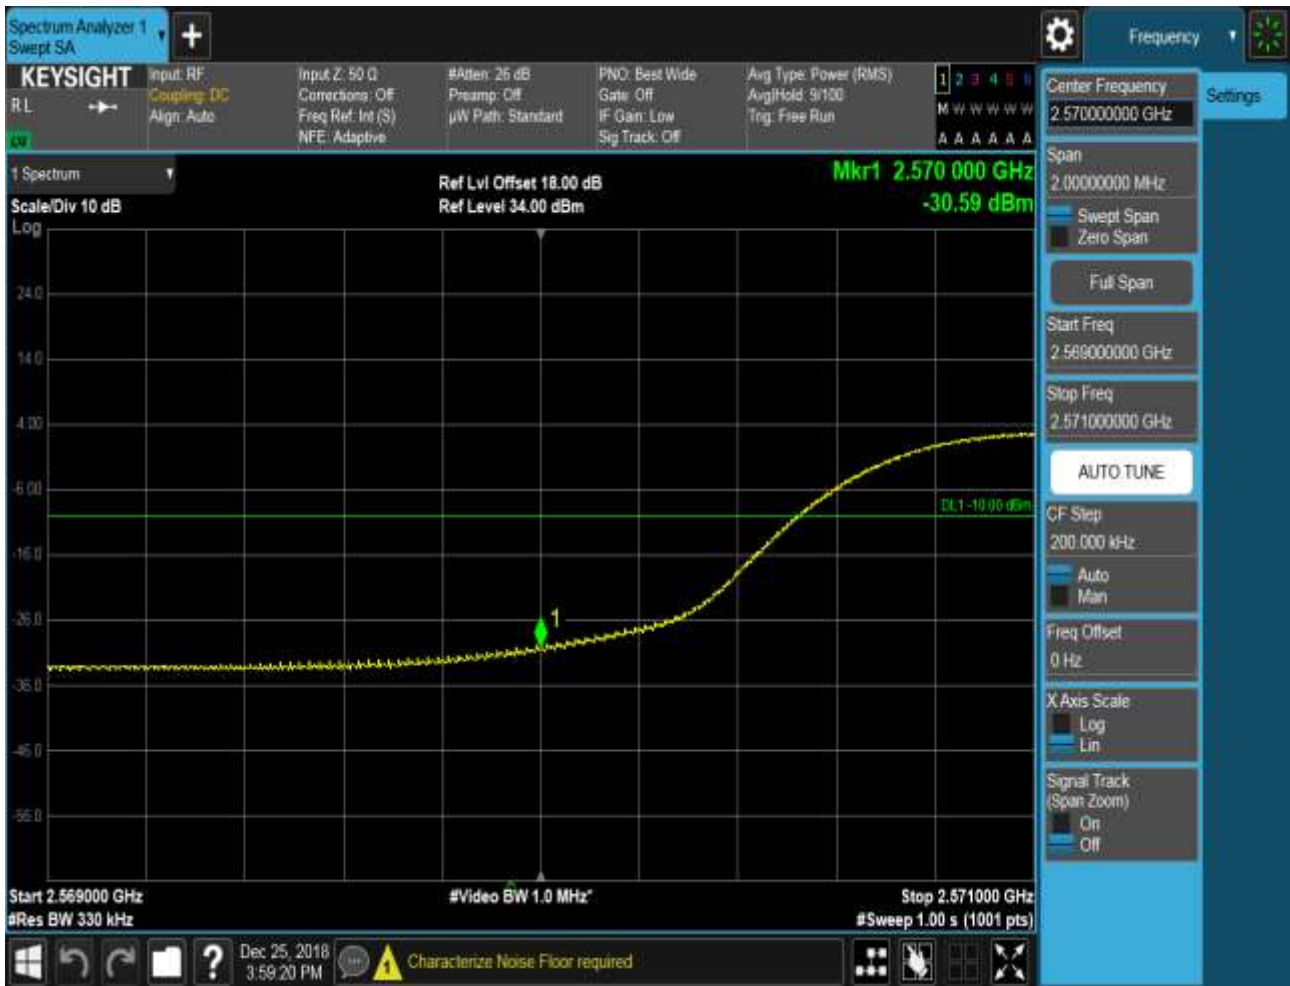 Spectrum Analyzer 1
Swept SA
Frequency
KEYSIGHT
R L
Input: RF
Coupling: DC
Align: Auto
Input Z: 50 Ω
Corrections: Off
Freq Ref: Int (S)
NFE: Adaptive
#Atten: 26 dB
Preamp: Off
µW Path: Standard
PNO: Best Wide
Gate: Off
IF Gain: Low
Sig Track: Off
Avg Type: Power (RMS)
Avg|Hold: 9/100
Trig: Free Run
1 2 3 4 5 6
M W W W W W
A A A A A A
1 Spectrum
Scale/Div 10 dB
Log
Ref Lvl Offset 18.00 dB
Ref Level 34.00 dBm
Mkr1 2.570 000 GHz
-30.59 dBm
24.0
14.0
4.00
-6.00
DL1 -10.00 dBm
-16.0
-26.0
1
-36.0
-46.0
-56.0
Start 2.569000 GHz
#Res BW 330 kHz
#Video BW 1.0 MHz*
Stop 2.571000 GHz
#Sweep 1.00 s (1001 pts)
Center Frequency
2.570000000 GHz
Settings
Span
2.00000000 MHz
Swept Span
Zero Span
Full Span
Start Freq
2.569000000 GHz
Stop Freq
2.571000000 GHz
AUTO TUNE
CF Step
200.000 kHz
Auto
Man
Freq Offset
0 Hz
X Axis Scale
Log
Lin
Signal Track
(Span Zoom)
On
Off
?
Dec 25, 2018
3:59:20 PM
1
Characterize Noise Floor required